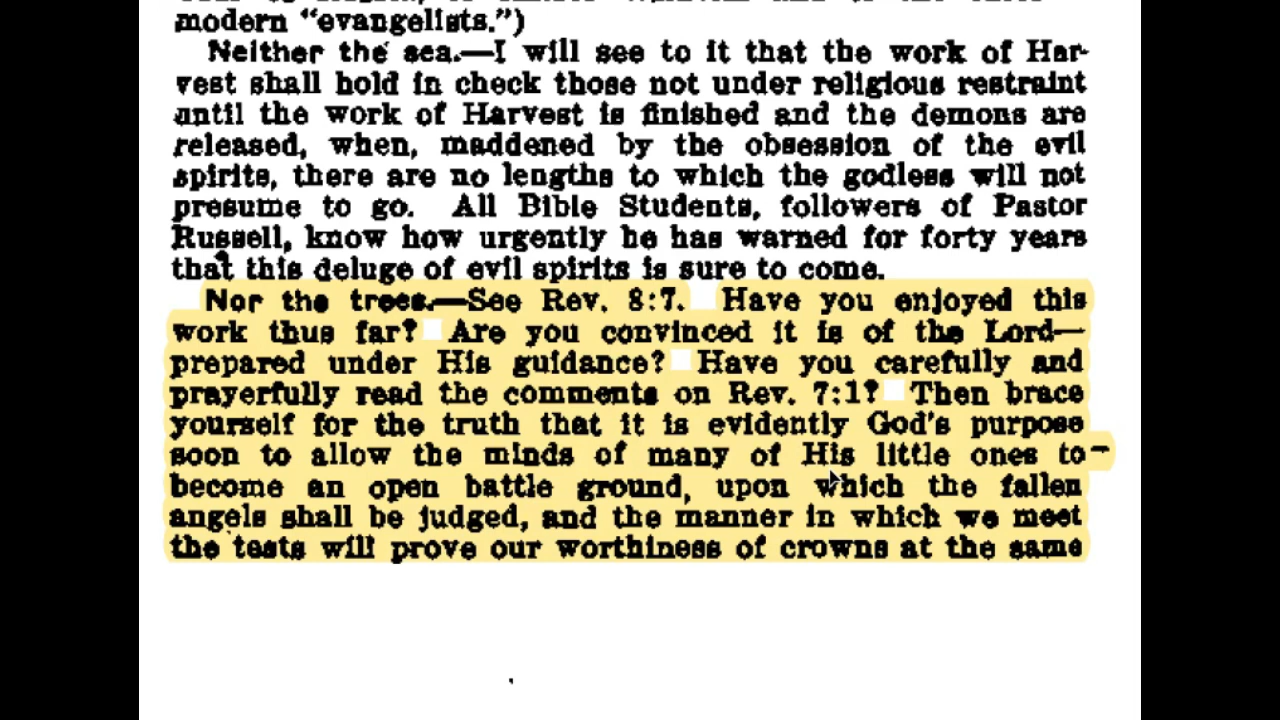 modern “evangelists.”)
Neither the sea.—I will see to it that the work of Har-
vest shall hold in check those not under religious restraint
until the work of Harvest is finished and the demons are
released, when, maddened by the obsession of the evil
spirits, there are no lengths to which the godless will not
presume to go. All Bible Students, followers of Pastor
Russell, know how urgently he has warned for forty years
that this deluge of evil spirits is sure to come.
Nor the trees.—See Rev. 8:7. Have you enjoyed this
work thus far? Are you convinced it is of the Lord—
prepared under His guidance? Have you carefully and
prayerfully read the comments on Rev. 7:1? Then brace
yourself for the truth that it is evidently God's purpose
soon to allow the minds of many of His little ones to-
become an open battle ground, upon which the fallen
angels shall be judged, and the manner in which we meet
the tests will prove our worthiness of crowns at the same